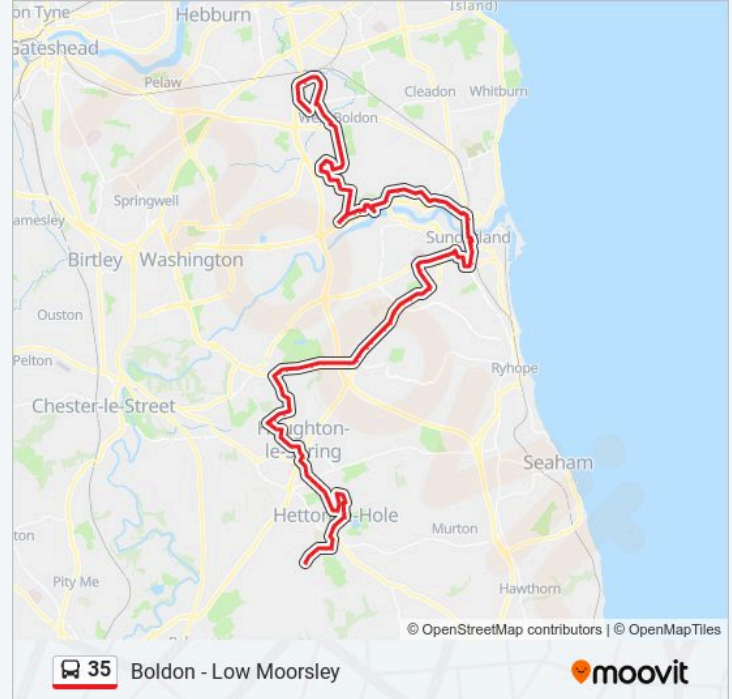 on Tyne
Hebburn
Island)
Gateshead
Pelaw
Cleadon
Whitburn
West Boldon
Springwell
amesley
Sunderland
Birtley
Washington
Ouston
Pelton
Ryhope
Chester-le-Street
Houghton-
le-Spring
Seaham
Hetton-le-Hole
Murton
ton
Pity Me
Hawthorn
© OpenStreetMap contributors | © OpenMapTiles
35
Boldon - Low Moorsley
moovit